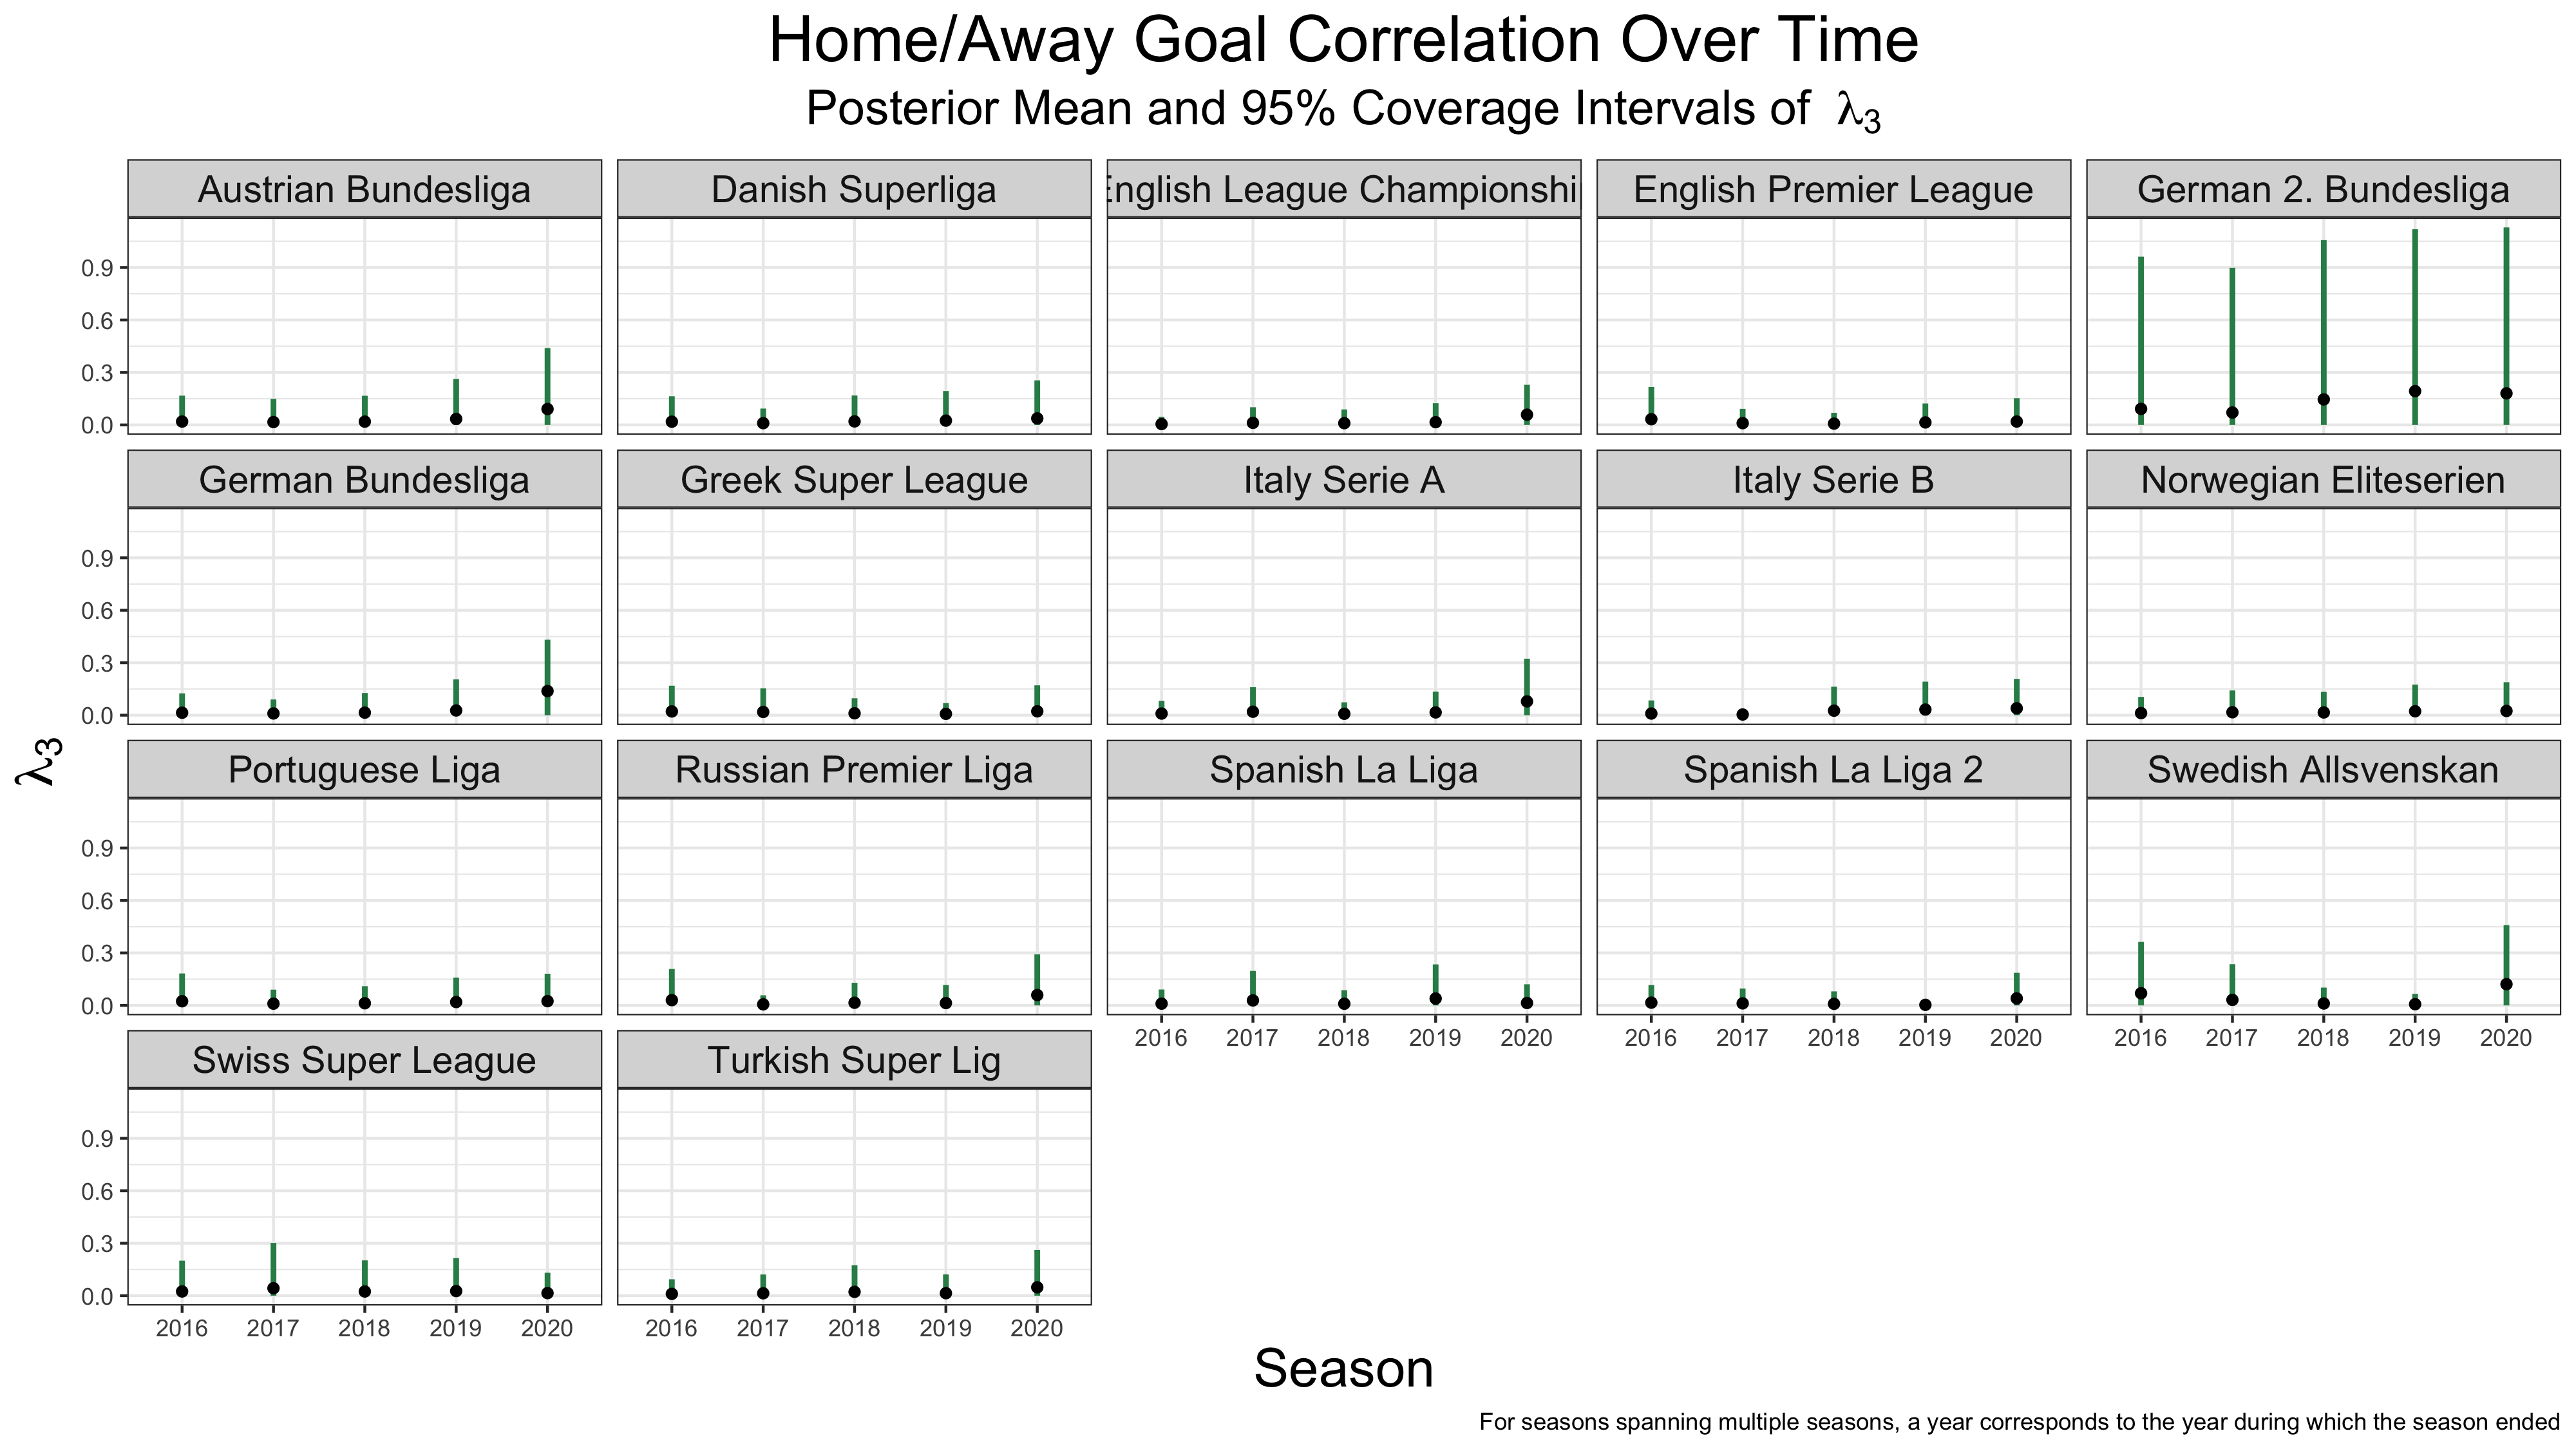 Home/Away Goal Correlation Over Time
Posterior Mean and 95% Coverage Intervals of λ3
Austrian Bundesliga
Danish Superliga
English League Championshi
English Premier League
German 2. Bundesliga
0.9
0.6
0.3
0.0
German Bundesliga
Greek Super League
Italy Serie A
Italy Serie B
Norwegian Eliteserien
0.9
0.6
0.3
0.0
λ3
Portuguese Liga
Russian Premier Liga
Spanish La Liga
Spanish La Liga 2
Swedish Allsvenskan
0.9
0.6
0.3
0.0
2016 2017 2018 2019 2020
2016 2017 2018 2019 2020
2016 2017 2018 2019 2020
Swiss Super League
Turkish Super Lig
0.9
0.6
0.3
0.0
2016 2017 2018 2019 2020
2016 2017 2018 2019 2020
Season
For seasons spanning multiple seasons, a year corresponds to the year during which the season ended